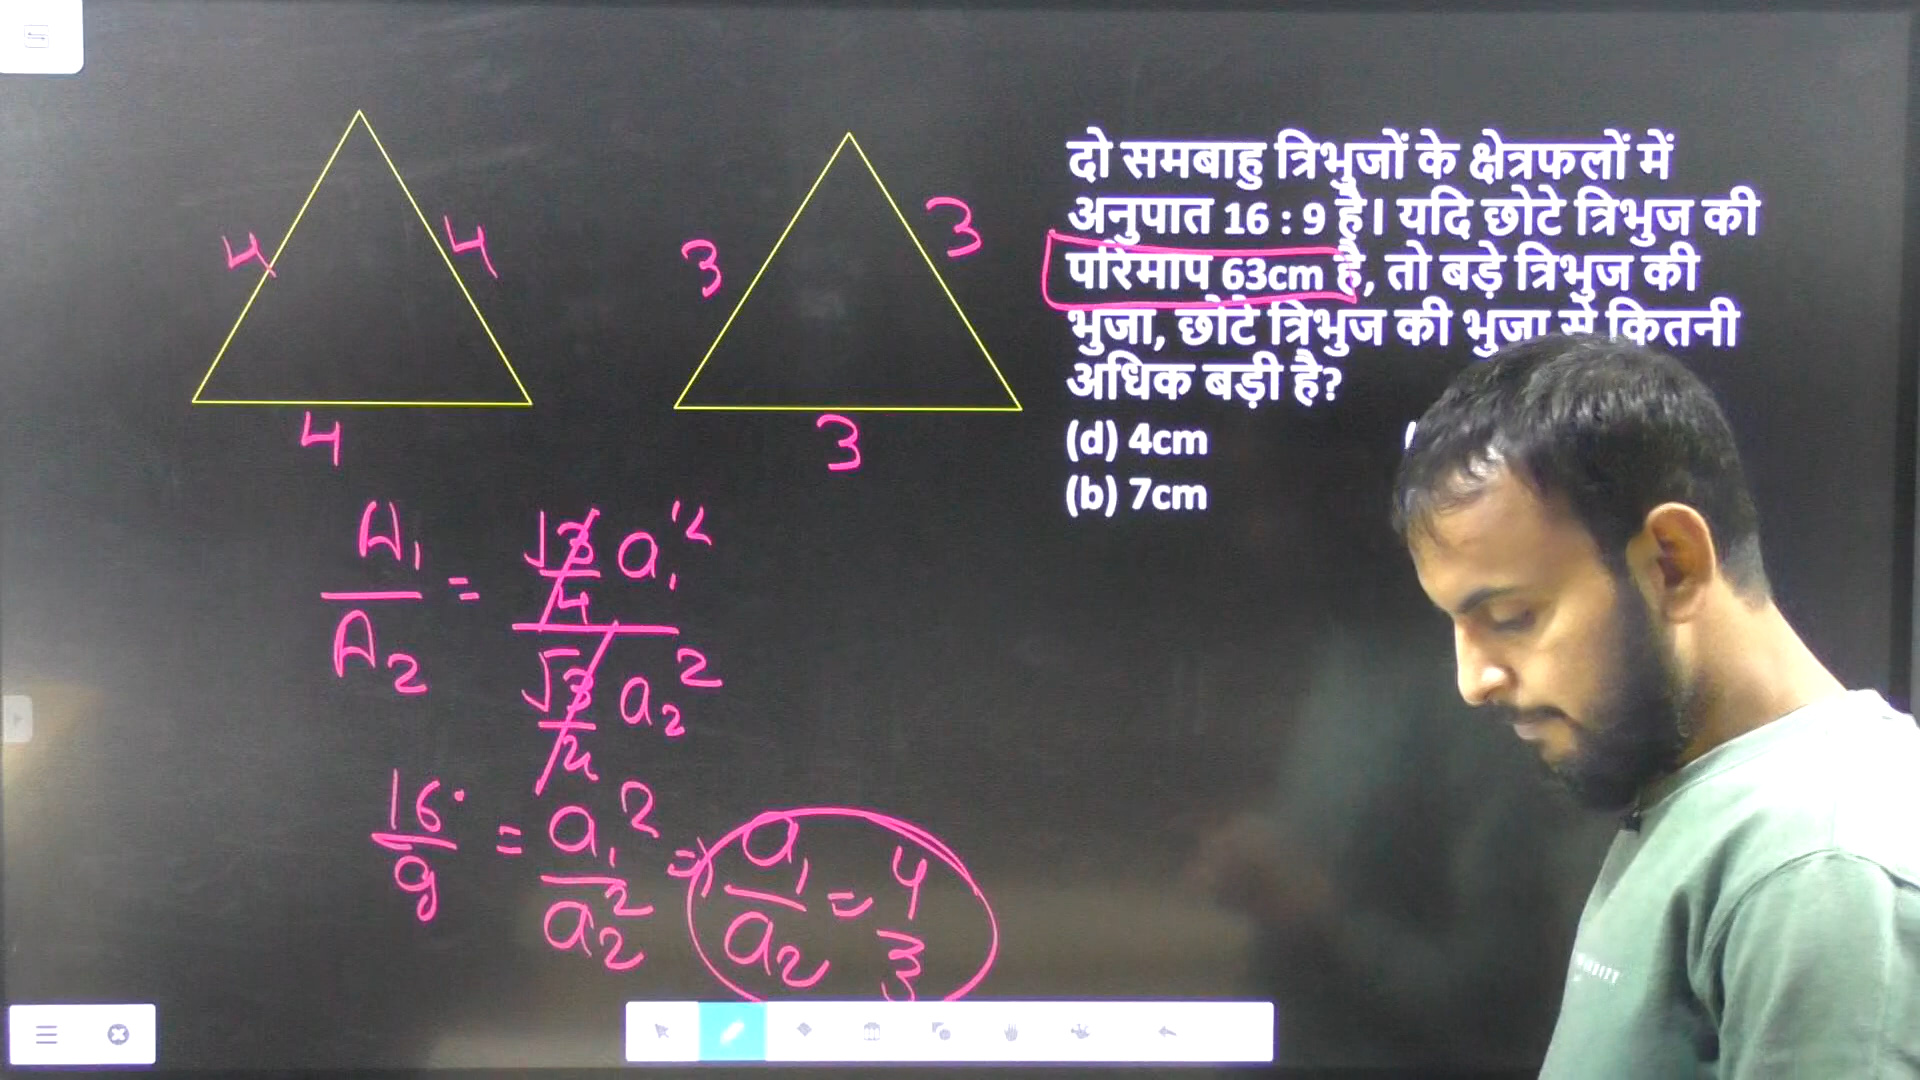 4
4
4
3
3
3
दो समबाहु त्रिभुजों के क्षेत्रफलों में
अनुपात 16 : 9 है। यदि छोटे त्रिभुज की
परिमाप 63cm है, तो बड़े त्रिभुज की
भुजा, छोटे त्रिभुज की भुजा से कितनी
अधिक बड़ी है?
(d) 4cm (
(b) 7cm
A₁/A₂ = (√3/4 a₁²)/(√3/4 a₂²)
16/9 = a₁²/a₂² ⇒ a₁/a₂ = 4/3